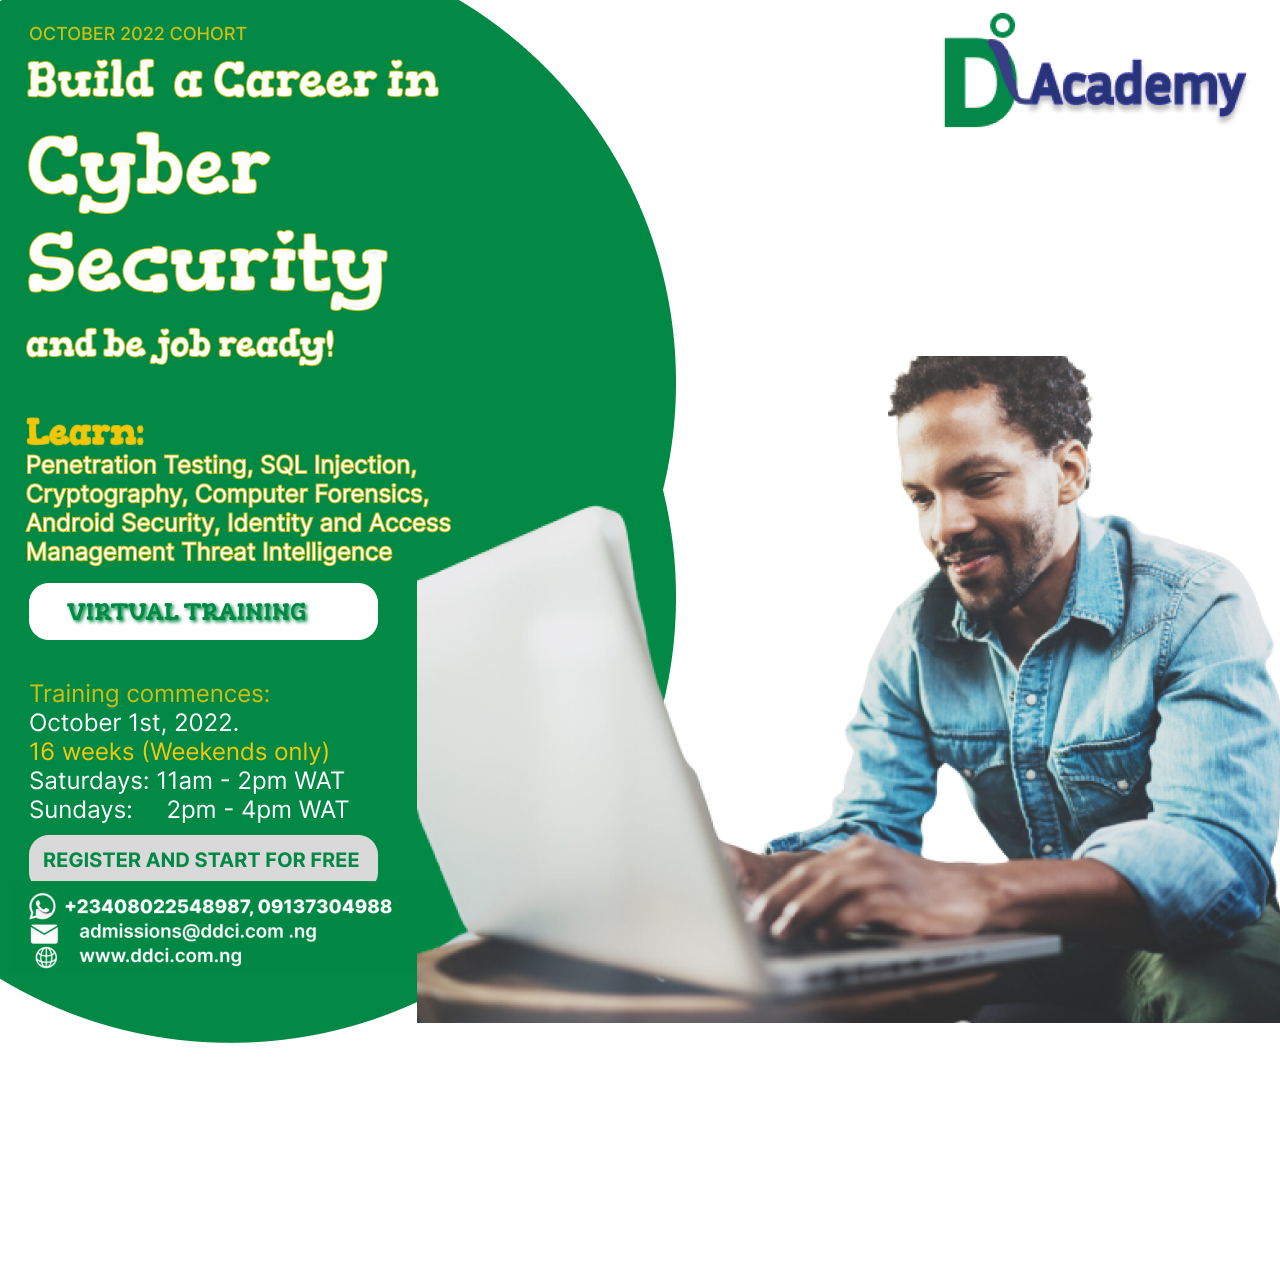 OCTOBER 2022 COHORT
Build a Career in
Cyber
Security
and be job ready!
Learn:
Penetration Testing, SQL Injection,
Cryptography, Computer Forensics,
Android Security, Identity and Access
Management Threat Intelligence
VIRTUAL TRAINING
Training commences:
October 1st, 2022.
16 weeks (Weekends only)
Saturdays: 11am - 2pm WAT
Sundays: 2pm - 4pm WAT
REGISTER AND START FOR FREE
+23408022548987, 09137304988
admissions@ddci.com .ng
www.ddci.com.ng
Di Academy